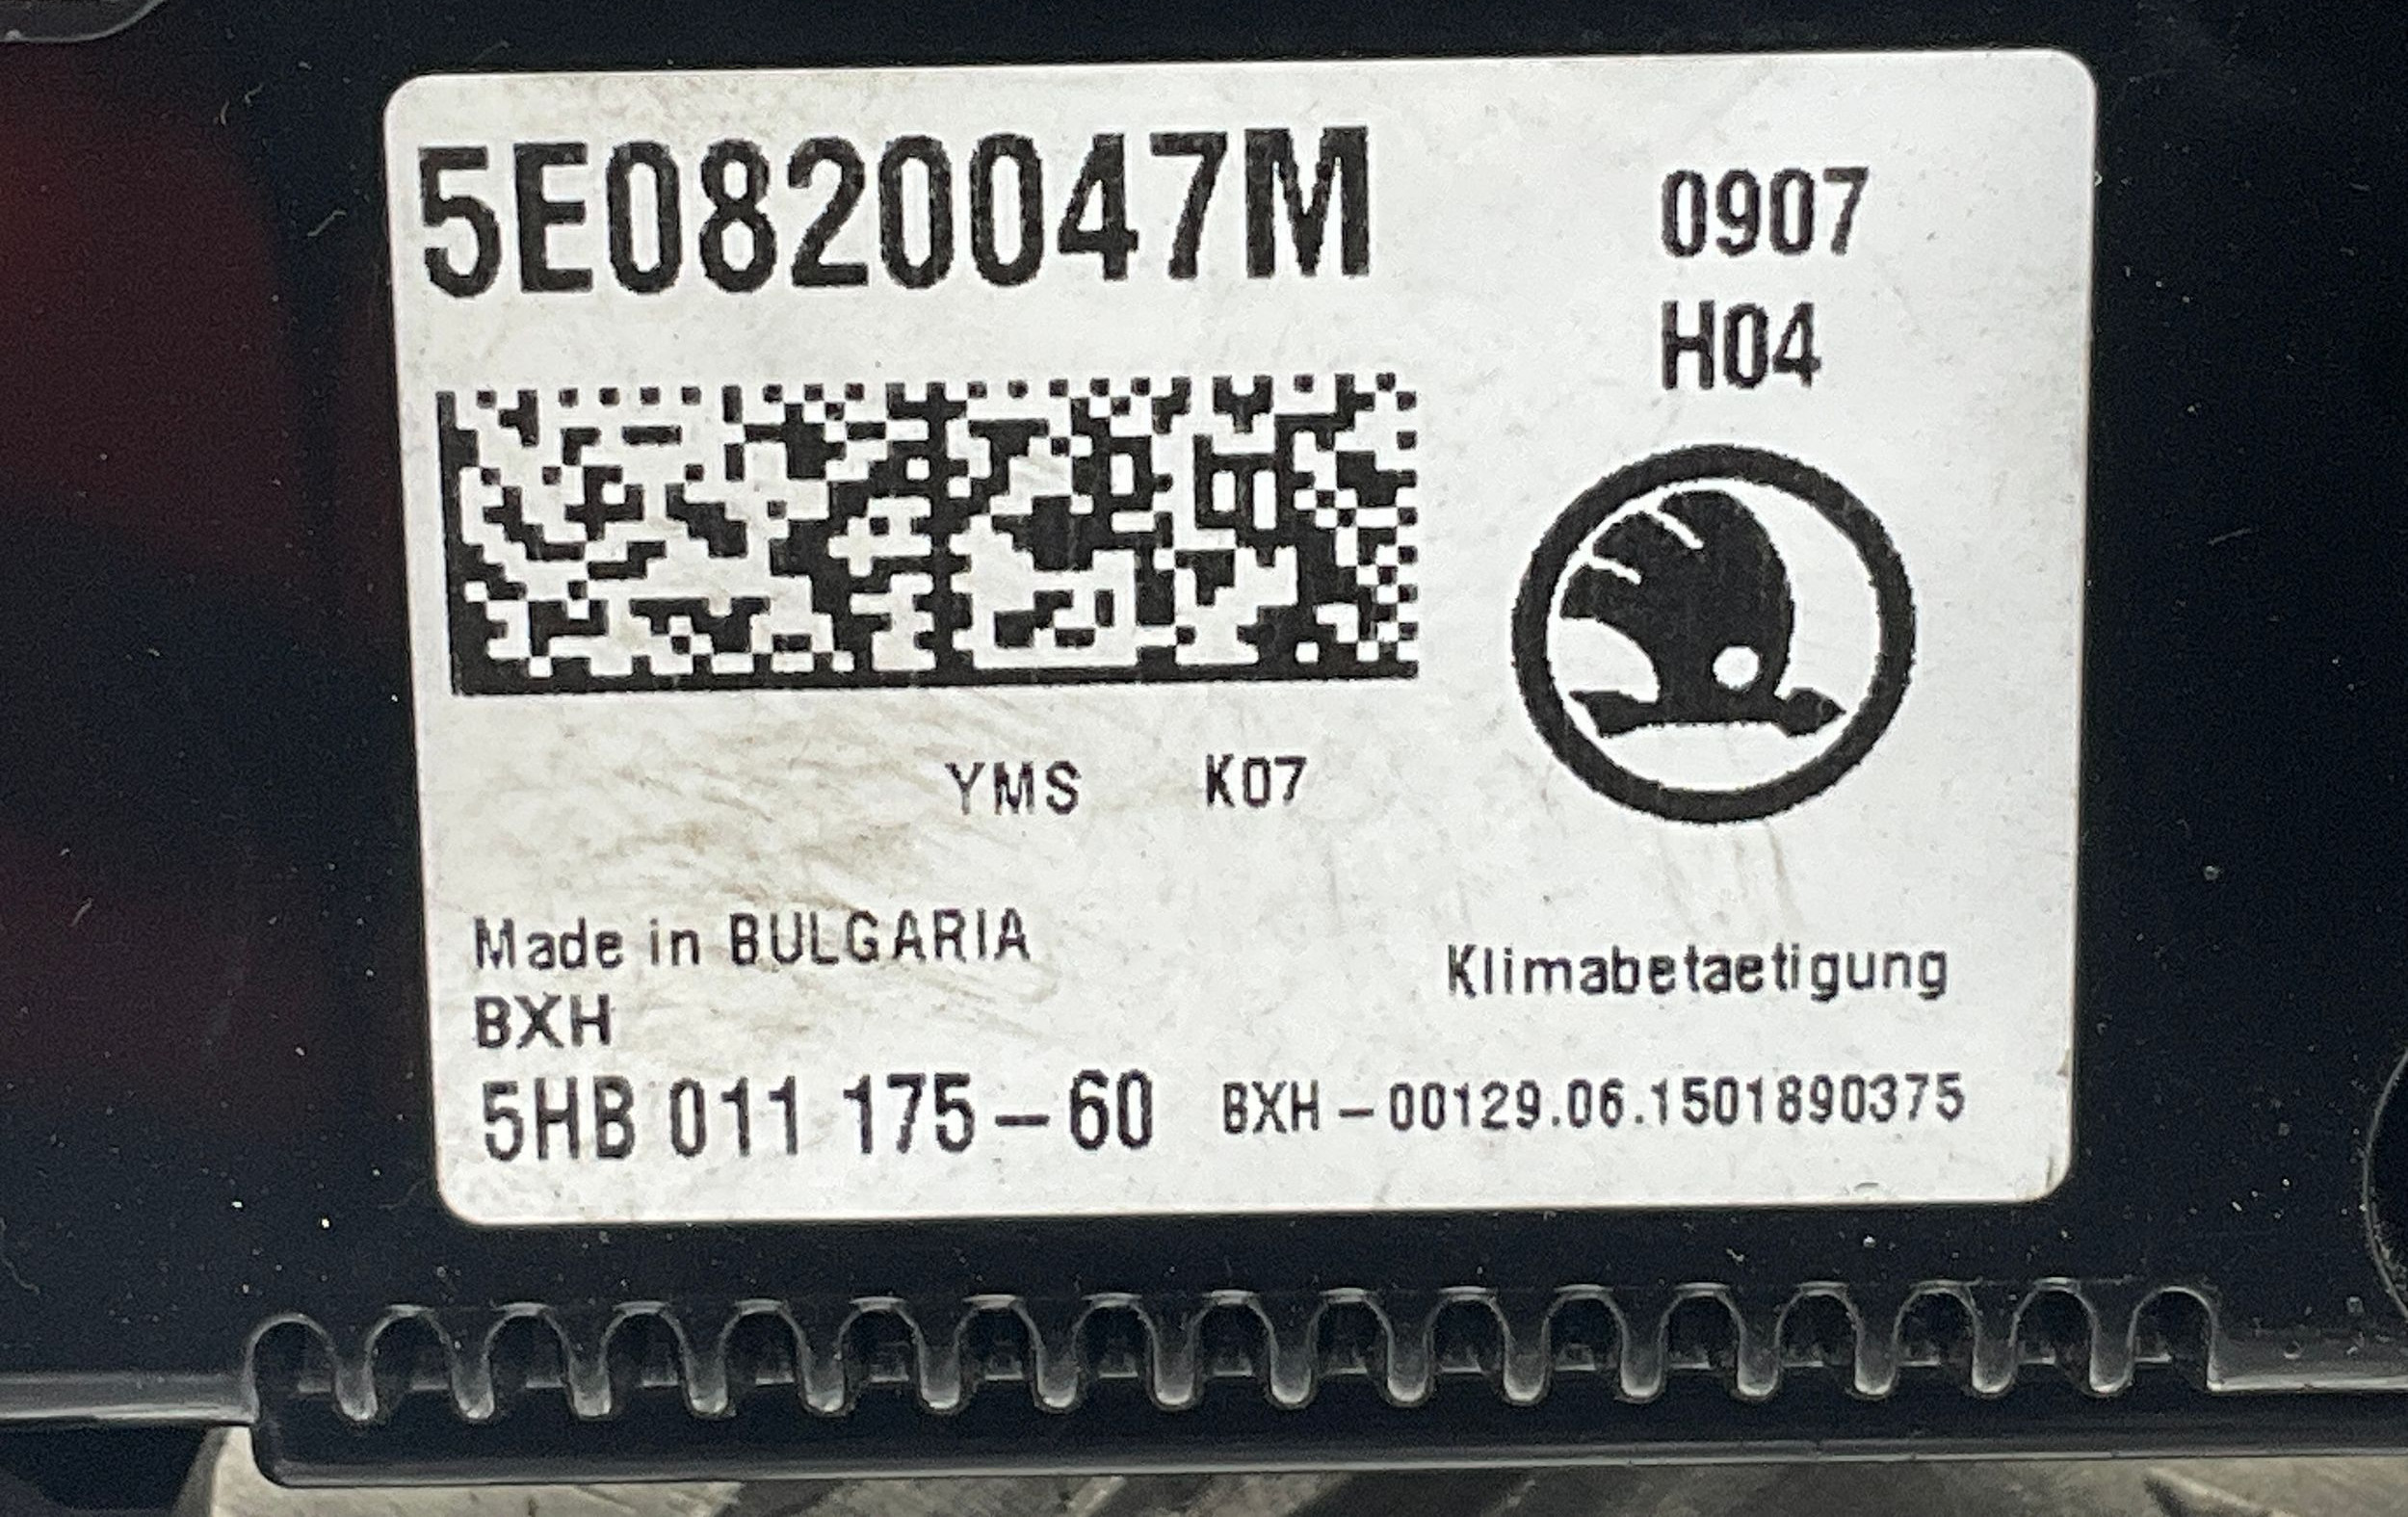 5E0820047M
0907
H04
YMS K07
Made in BULGARIA
BXH
Klimabetaetigung
5HB 011 175-60 BXH-00129.06.1501890375